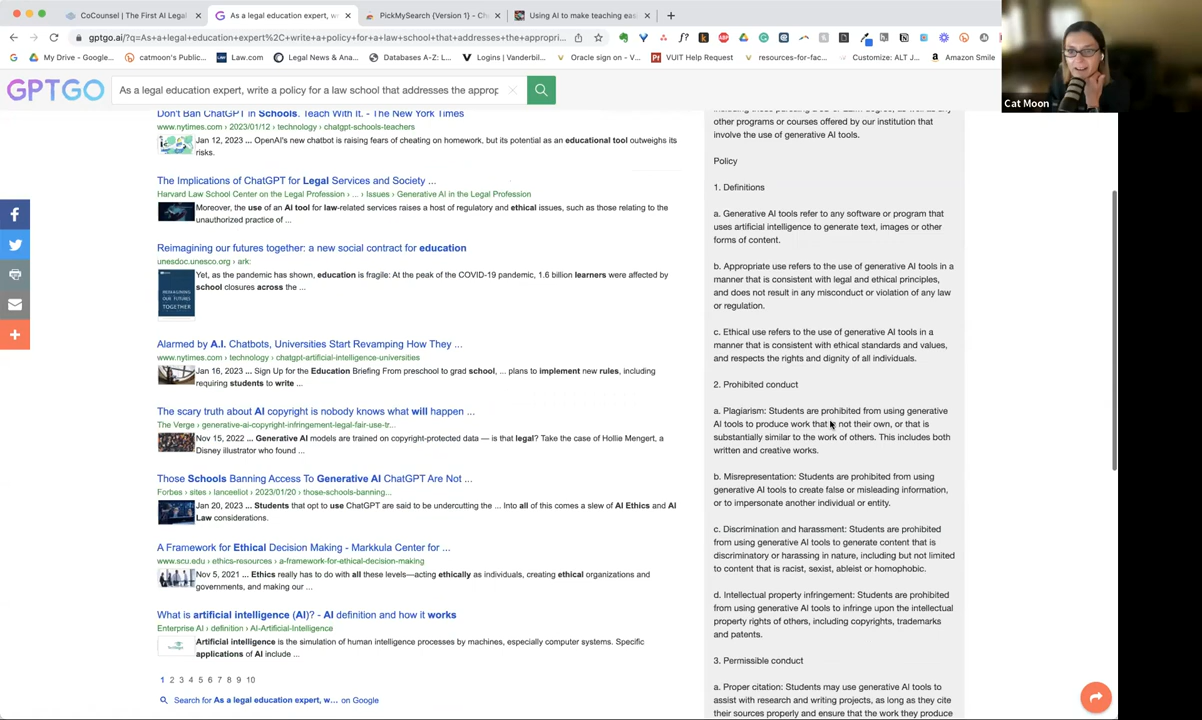 CoCounsel | The First AI Legal
As a legal education expert, w
PickMySearch {Version 1} - Ch
Using AI to make teaching eas
gptgo.ai/?q=As+a+legal+education+expert%2C+write+a+policy+for+a+law+school+that+addresses+the+appropri...
My Drive - Google...
catmoon's public...
Law.com
Legal News & Ana...
Databases A-Z: L...
Logins | Vanderbil...
Oracle sign on - V...
VUIT Help Request
resources-for-fac...
Customize: ALT J...
Amazon Smile
Cat Moon
GPTGO
As a legal education expert, write a policy for a law school that addresses the approp
Don't Ban ChatGPT in Schools. Teach With It. - The New York Times
www.nytimes.com › 2023/01/12 › technology › chatgpt-schools-teachers
Jan 12, 2023 ... OpenAI's new chatbot is raising fears of cheating on homework, but its potential as an educational tool outweighs its
risks.
The Implications of ChatGPT for Legal Services and Society ...
Harvard Law School Center on the Legal Profession › ... › Issues › Generative AI in the Legal Profession
Moreover, the use of an AI tool for law-related services raises a host of regulatory and ethical issues, such as those relating to the
unauthorized practice of ...
Reimagining our futures together: a new social contract for education
unesdoc.unesco.org › ark:
Yet, as the pandemic has shown, education is fragile: At the peak of the COVID-19 pandemic, 1.6 billion learners were affected by
school closures across the ...
Alarmed by A.I. Chatbots, Universities Start Revamping How They ...
www.nytimes.com › technology › chatgpt-artificial-intelligence-universities
Jan 16, 2023 ... Sign Up for the Education Briefing From preschool to grad school, ... plans to implement new rules, including
requiring students to write ...
The scary truth about AI copyright is nobody knows what will happen ...
The Verge › generative-ai-copyright-infringement-legal-fair-use-tr...
Nov 15, 2022 ... Generative AI models are trained on copyright-protected data — is that legal? Take the case of Hollie Mengert, a
Disney illustrator who found ...
Those Schools Banning Access To Generative AI ChatGPT Are Not ...
Forbes › sites › lanceeliot › 2023/01/20 › those-schools-banning...
Jan 20, 2023 ... Students that opt to use ChatGPT are said to be undercutting the ... Into all of this comes a slew of AI Ethics and AI
Law considerations.
A Framework for Ethical Decision Making - Markkula Center for ...
www.scu.edu › ethics-resources › a-framework-for-ethical-decision-making
Nov 5, 2021 ... Ethics really has to do with all these levels—acting ethically as individuals, creating ethical organizations and
governments, and making our ...
What is artificial intelligence (AI)? - AI definition and how it works
Enterprise AI › definition › AI-Artificial-Intelligence
Artificial intelligence is the simulation of human intelligence processes by machines, especially computer systems. Specific
applications of AI include ...
1 2 3 4 5 6 7 8 9 10
Search for As a legal education expert, w... on Google
other programs or courses offered by our institution that
involve the use of generative AI tools.
Policy
1. Definitions
a. Generative AI tools refer to any software or program that
uses artificial intelligence to generate text, images or other
forms of content.
b. Appropriate use refers to the use of generative AI tools in a
manner that is consistent with legal and ethical principles,
and does not result in any misconduct or violation of any law
or regulation.
c. Ethical use refers to the use of generative AI tools in a
manner that is consistent with ethical standards and values,
and respects the rights and dignity of all individuals.
2. Prohibited conduct
a. Plagiarism: Students are prohibited from using generative
AI tools to produce work that is not their own, or that is
substantially similar to the work of others. This includes both
written and creative works.
b. Misrepresentation: Students are prohibited from using
generative AI tools to create false or misleading information,
or to impersonate another individual or entity.
c. Discrimination and harassment: Students are prohibited
from using generative AI tools to generate content that is
discriminatory or harassing in nature, including but not limited
to content that is racist, sexist, ableist or homophobic.
d. Intellectual property infringement: Students are prohibited
from using generative AI tools to infringe upon the intellectual
property rights of others, including copyrights, trademarks
and patents.
3. Permissible conduct
a. Proper citation: Students may use generative AI tools to
assist with research and writing projects, as long as they cite
their sources properly and ensure that the work they produce